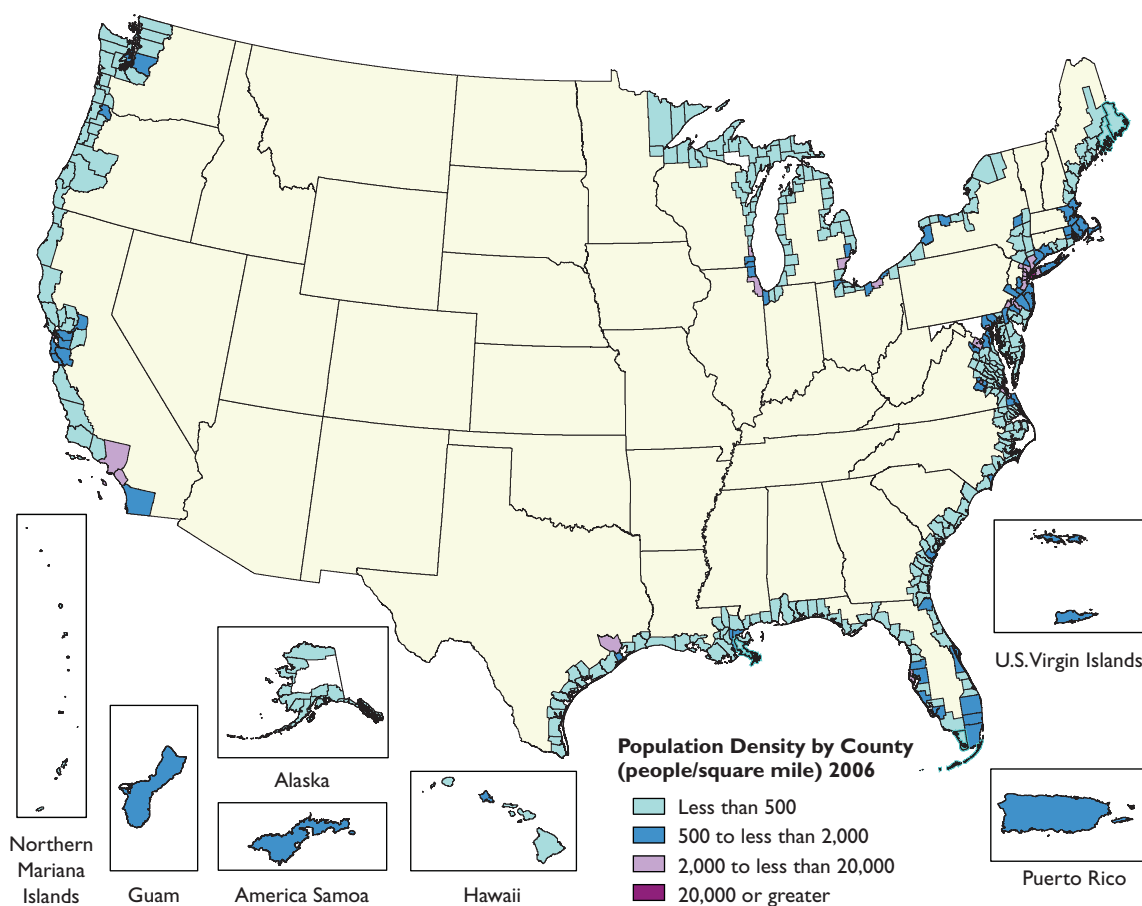 U.S. Virgin Islands
Population Density by County
(people/square mile) 2006
Less than 500
500 to less than 2,000
2,000 to less than 20,000
20,000 or greater
Alaska
Northern
Mariana
Islands
Guam
America Samoa
Hawaii
Puerto Rico